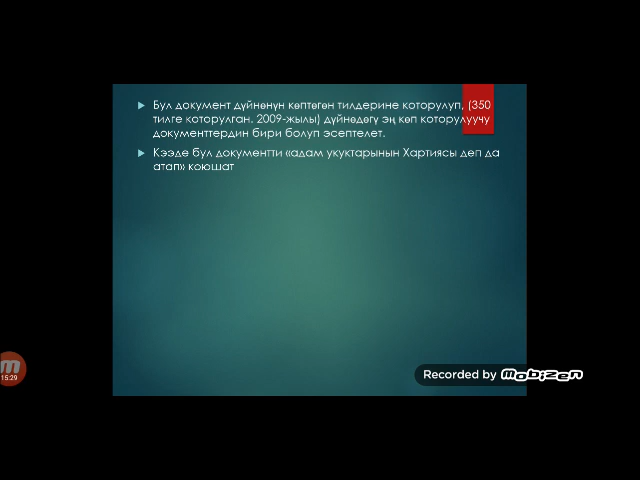 Бул документ дүйнөнүн көптөгөн тилдерине которулуп, (350
тилге которулган. 2009-жылы) дүйнөдөгү эң көп которулуучу
документтердин бири болуп эсептелет.
Кээде бул документти «адам укуктарынын Хартиясы деп да
атап» коюшат
m
15:29
Recorded by Mobizen